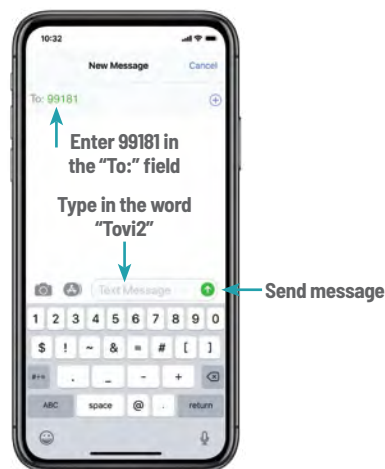 10:32
New Message Cancel
To: 99181
Enter 99181 in
the “To:” field
Type in the word
“Tovi2”
Text Message
Send message
1 2 3 4 5 6 7 8 9 0
$ ! ~ & = # [ ]
#+= . _ - +
ABC space @ . return